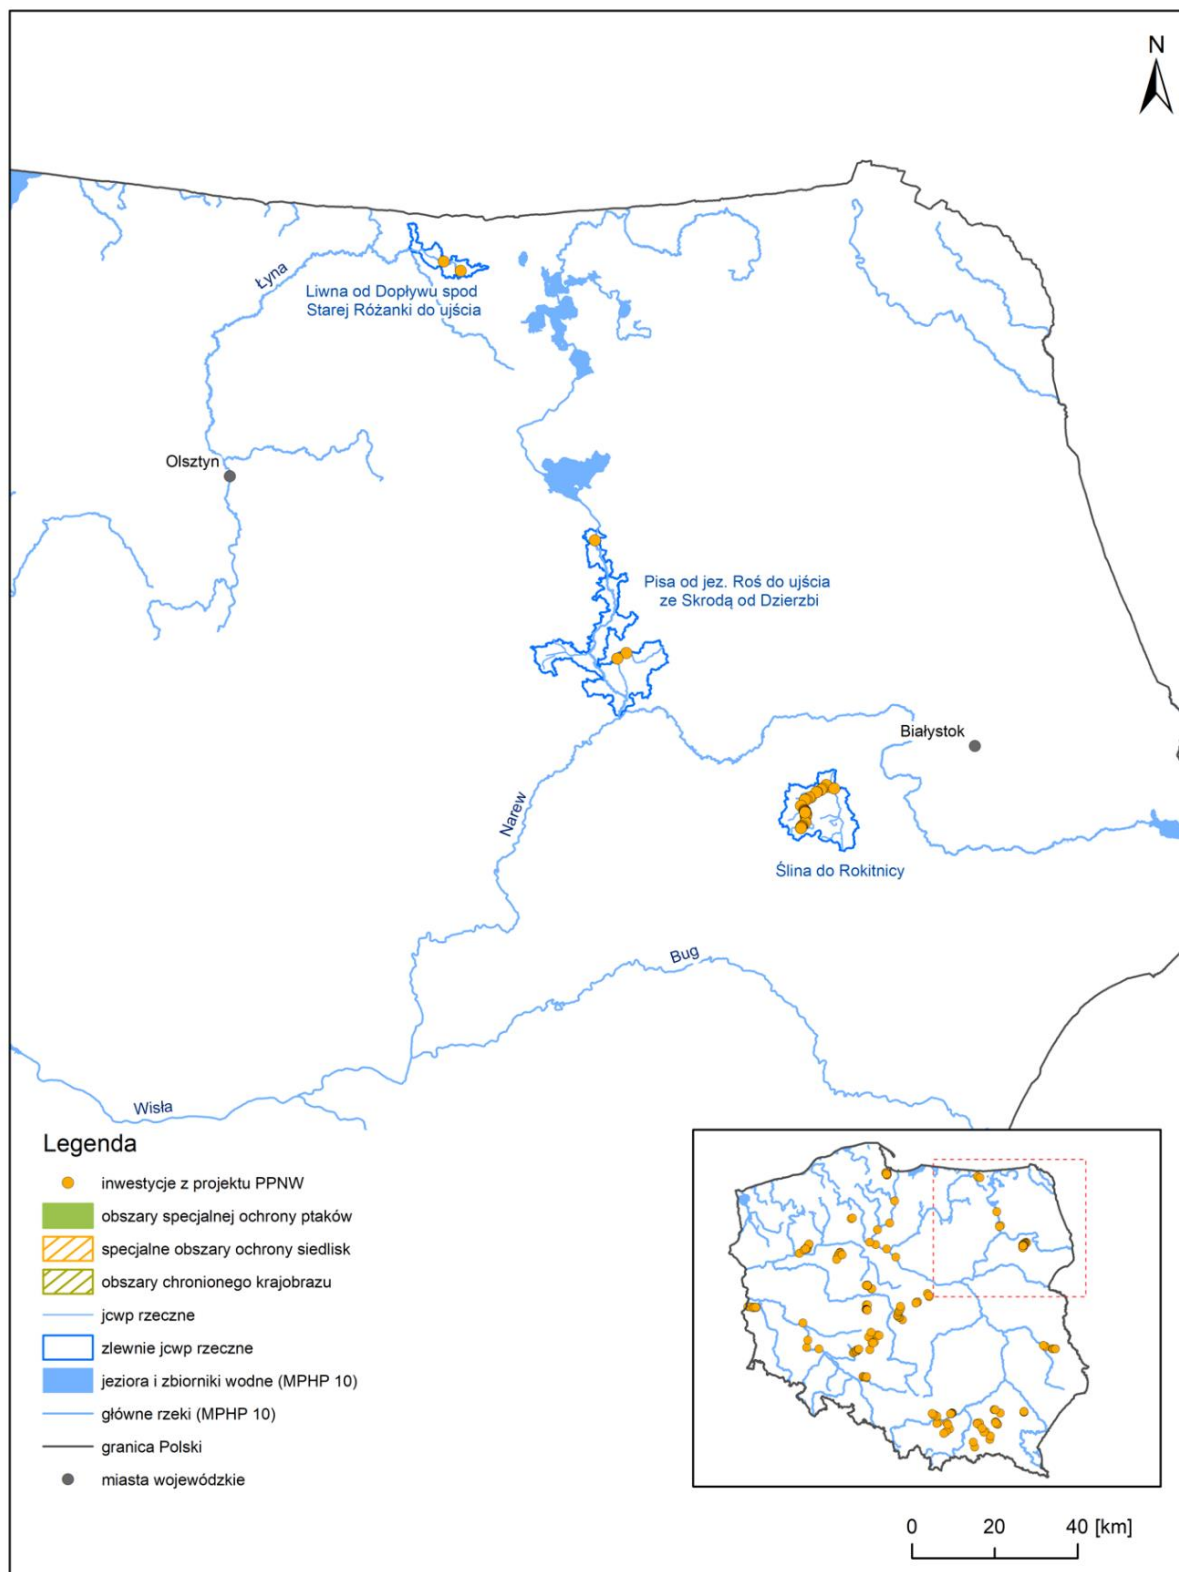 N
Łyna
Liwna od Dopływu spod
Starej Różanki do ujścia
Olsztyn
Pisa od jez. Roś do ujścia
ze Skrodą od Dzierzbi
Białystok
Narew
Ślina do Rokitnicy
Bug
Wisła
Legenda
inwestycje z projektu PPNW
obszary specjalnej ochrony ptaków
specjalne obszary ochrony siedlisk
obszary chronionego krajobrazu
jcwp rzeczne
zlewnie jcwp rzeczne
jeziora i zbiorniki wodne (MPHP 10)
główne rzeki (MPHP 10)
granica Polski
miasta wojewódzkie
0 20 40 [km]